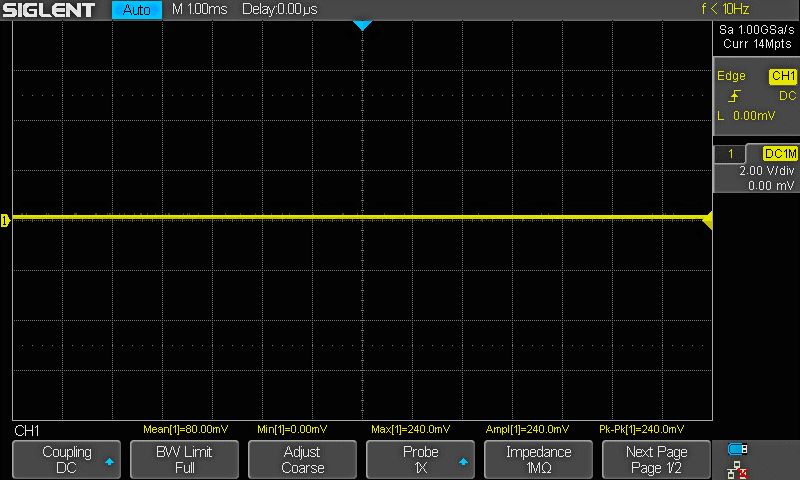 SIGLENT Auto M 1.00ms Delay:0.00µs f < 10Hz
Sa 1.00GSa/s
Curr 14Mpts
Edge CH1
DC
L 0.00mV
1 DC1M
2.00 V/div
0.00 mV
1
CH1 Mean[1]=80.00mV Min[1]=0.00mV Max[1]=240.0mV Ampl[1]=240.0mV Pk-Pk[1]=240.0mV
Coupling
DC
BW Limit
Full
Adjust
Coarse
Probe
1X
Impedance
1MΩ
Next Page
Page 1/2